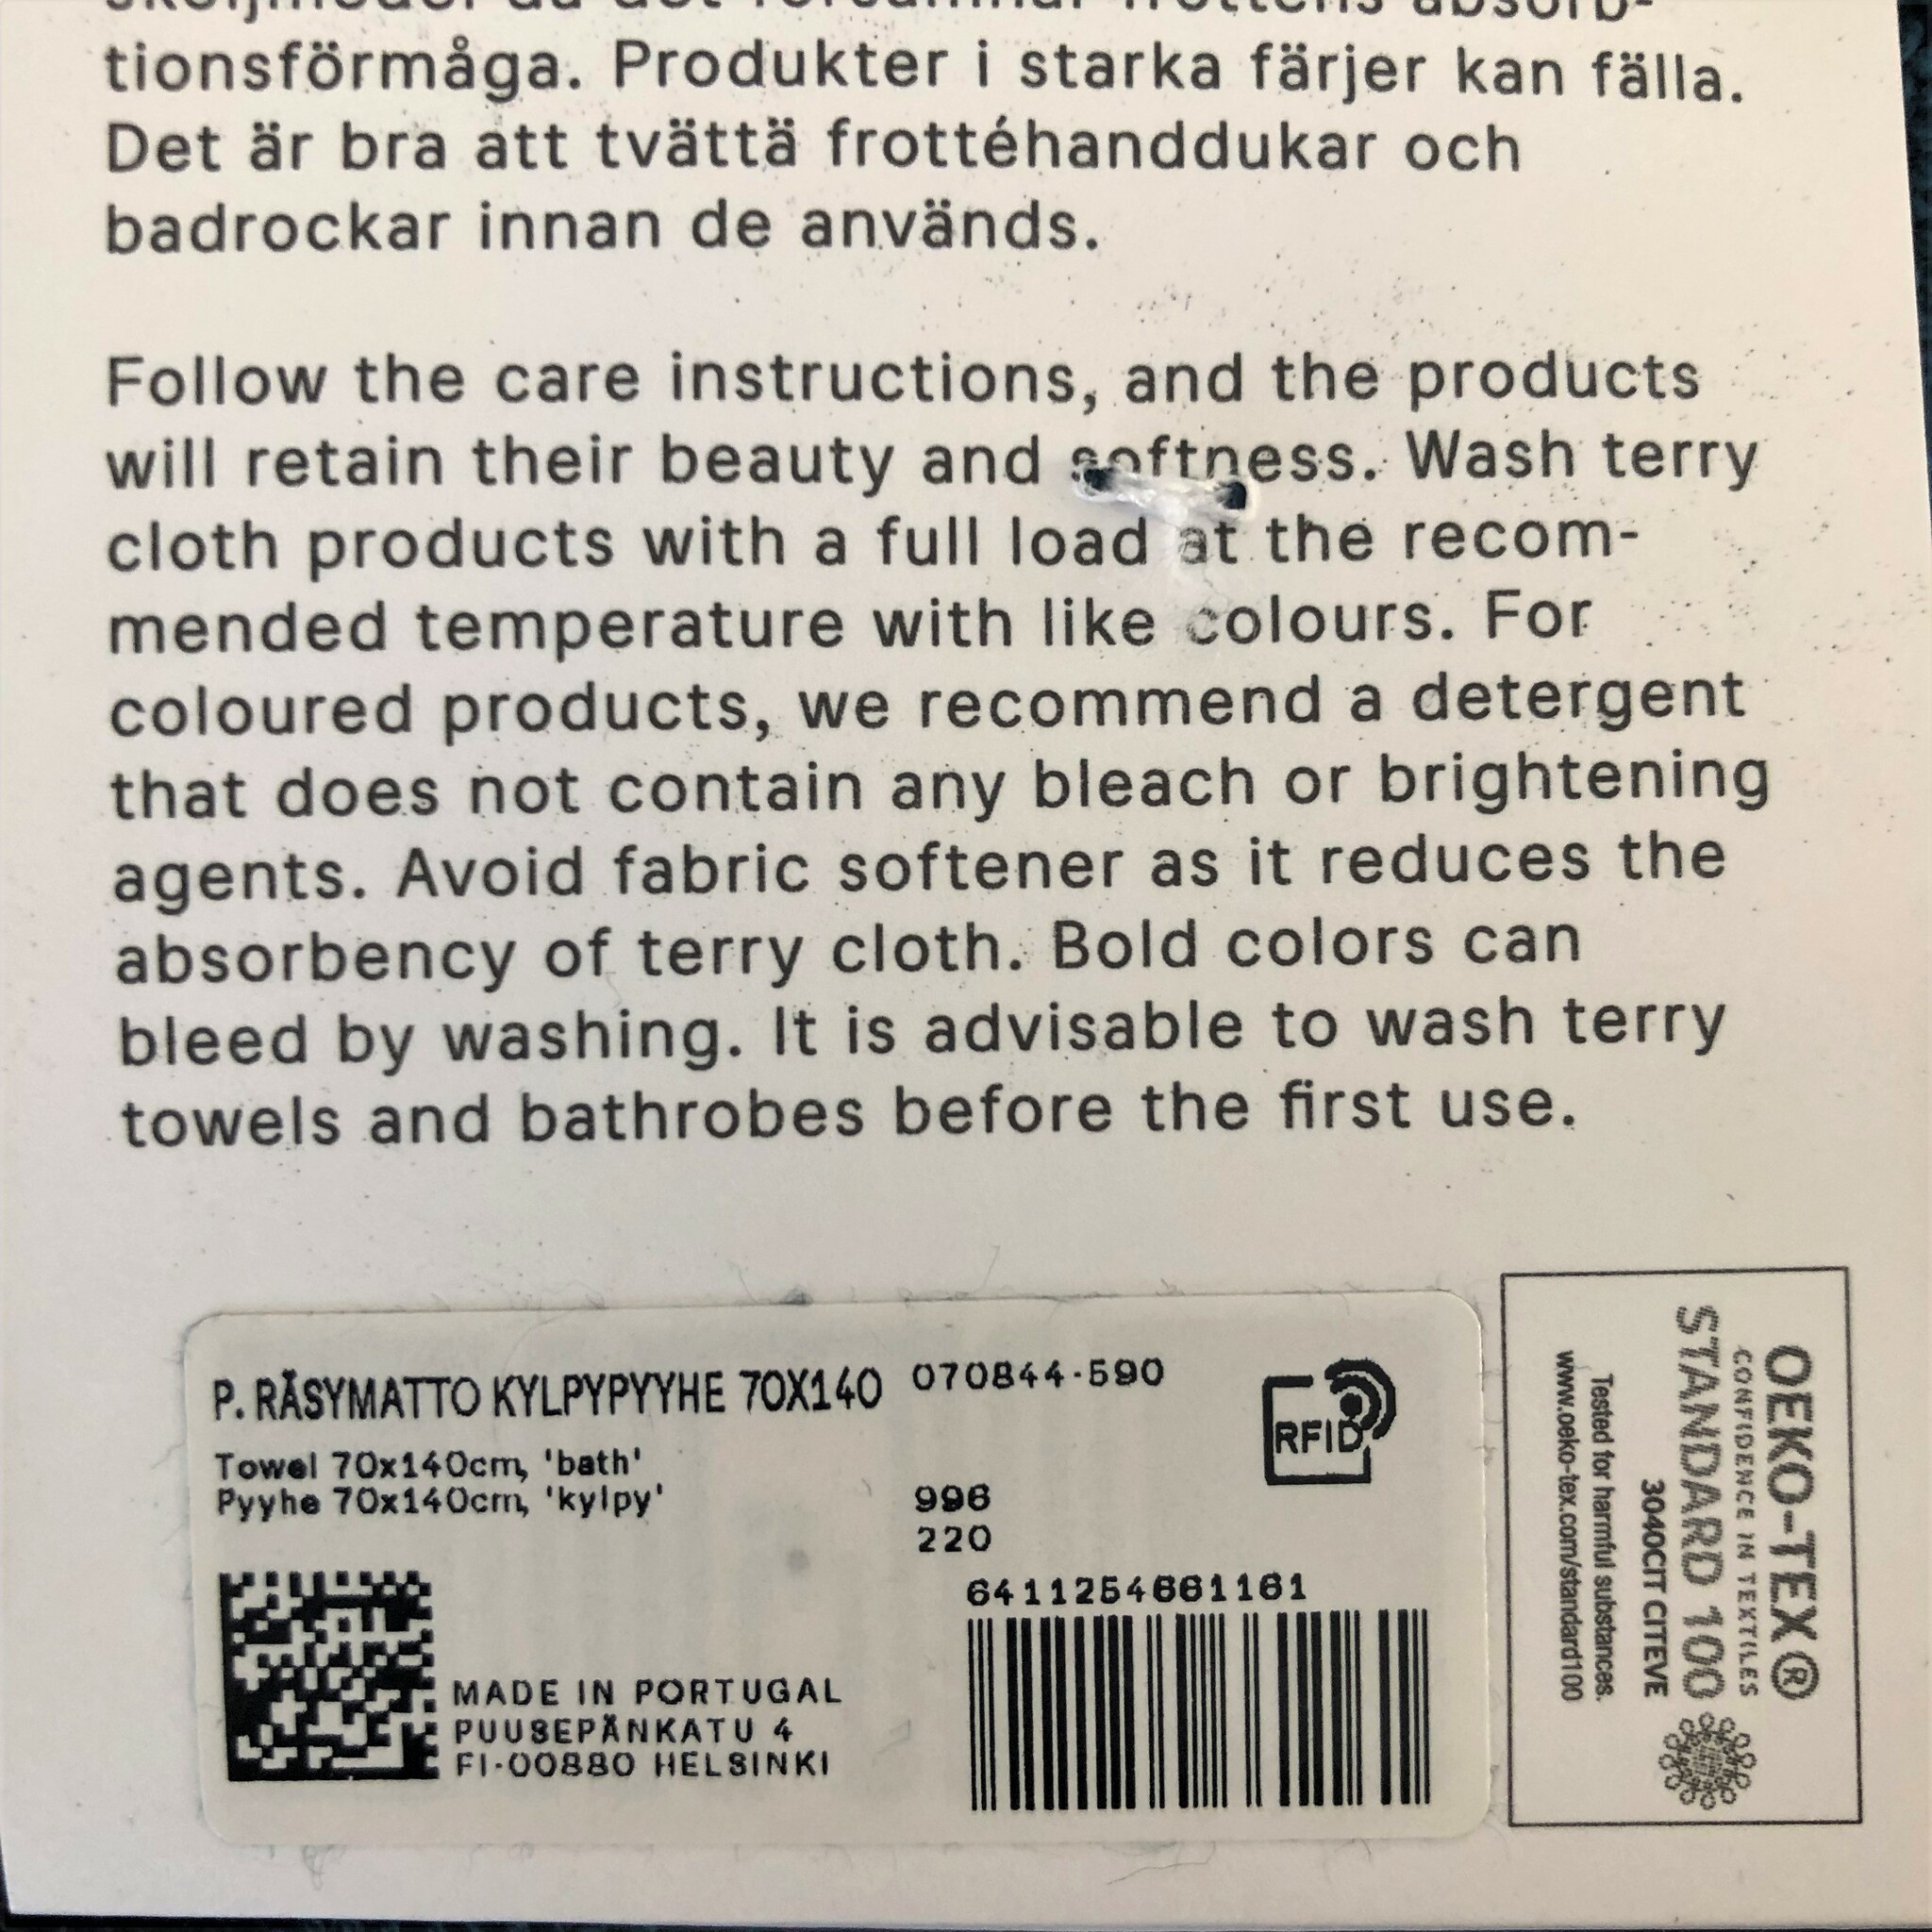 tionsförmåga. Produkter i starka färjer kan fälla.
Det är bra att tvättä frottéhanddukar och
badrockar innan de används.
Follow the care instructions, and the products
will retain their beauty and softness. Wash terry
cloth products with a full load at the recom-
mended temperature with like colours. For
coloured products, we recommend a detergent
that does not contain any bleach or brightening
agents. Avoid fabric softener as it reduces the
absorbency of terry cloth. Bold colors can
bleed by washing. It is advisable to wash terry
towels and bathrobes before the first use.
P. RÄSYMATTO KYLPYPYYHE 70X140 070844-590
RFID
Towel 70x140cm, 'bath'
Pyyhe 70x140cm, 'kylpy'
996
220
6411254661161
MADE IN PORTUGAL
PUUSEPÄNKATU 4
FI-00880 HELSINKI
OEKO-TEX®
CONFIDENCE IN TEXTILES
STANDARD 100
3040CIT CITEVE
Tested for harmful substances.
www.oeko-tex.com/standard100